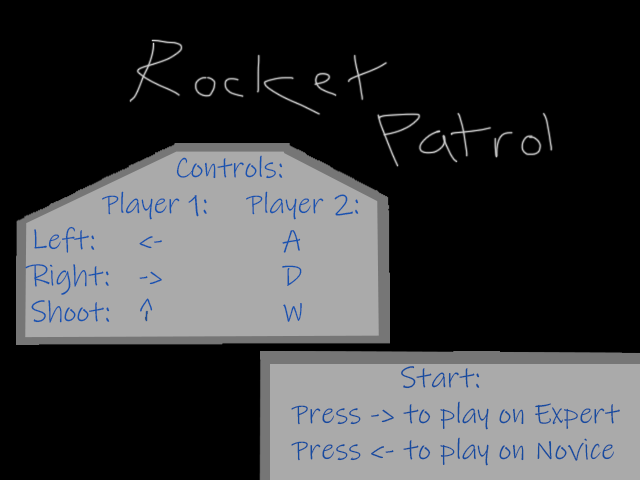 Rocket
Patrol
Controls:
Player 1: Player 2:
Left: <- A
Right: -> D
Shoot: ↑ W
Start:
Press -> to play on Expert
Press <- to play on Novice